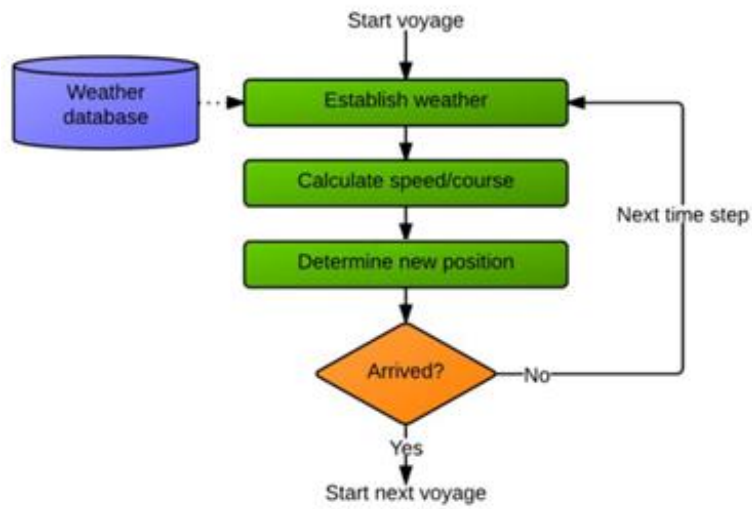 Start voyage
Weather
database
Establish weather
Calculate speed/course
Next time step
Determine new position
Arrived?
No
Yes
Start next voyage